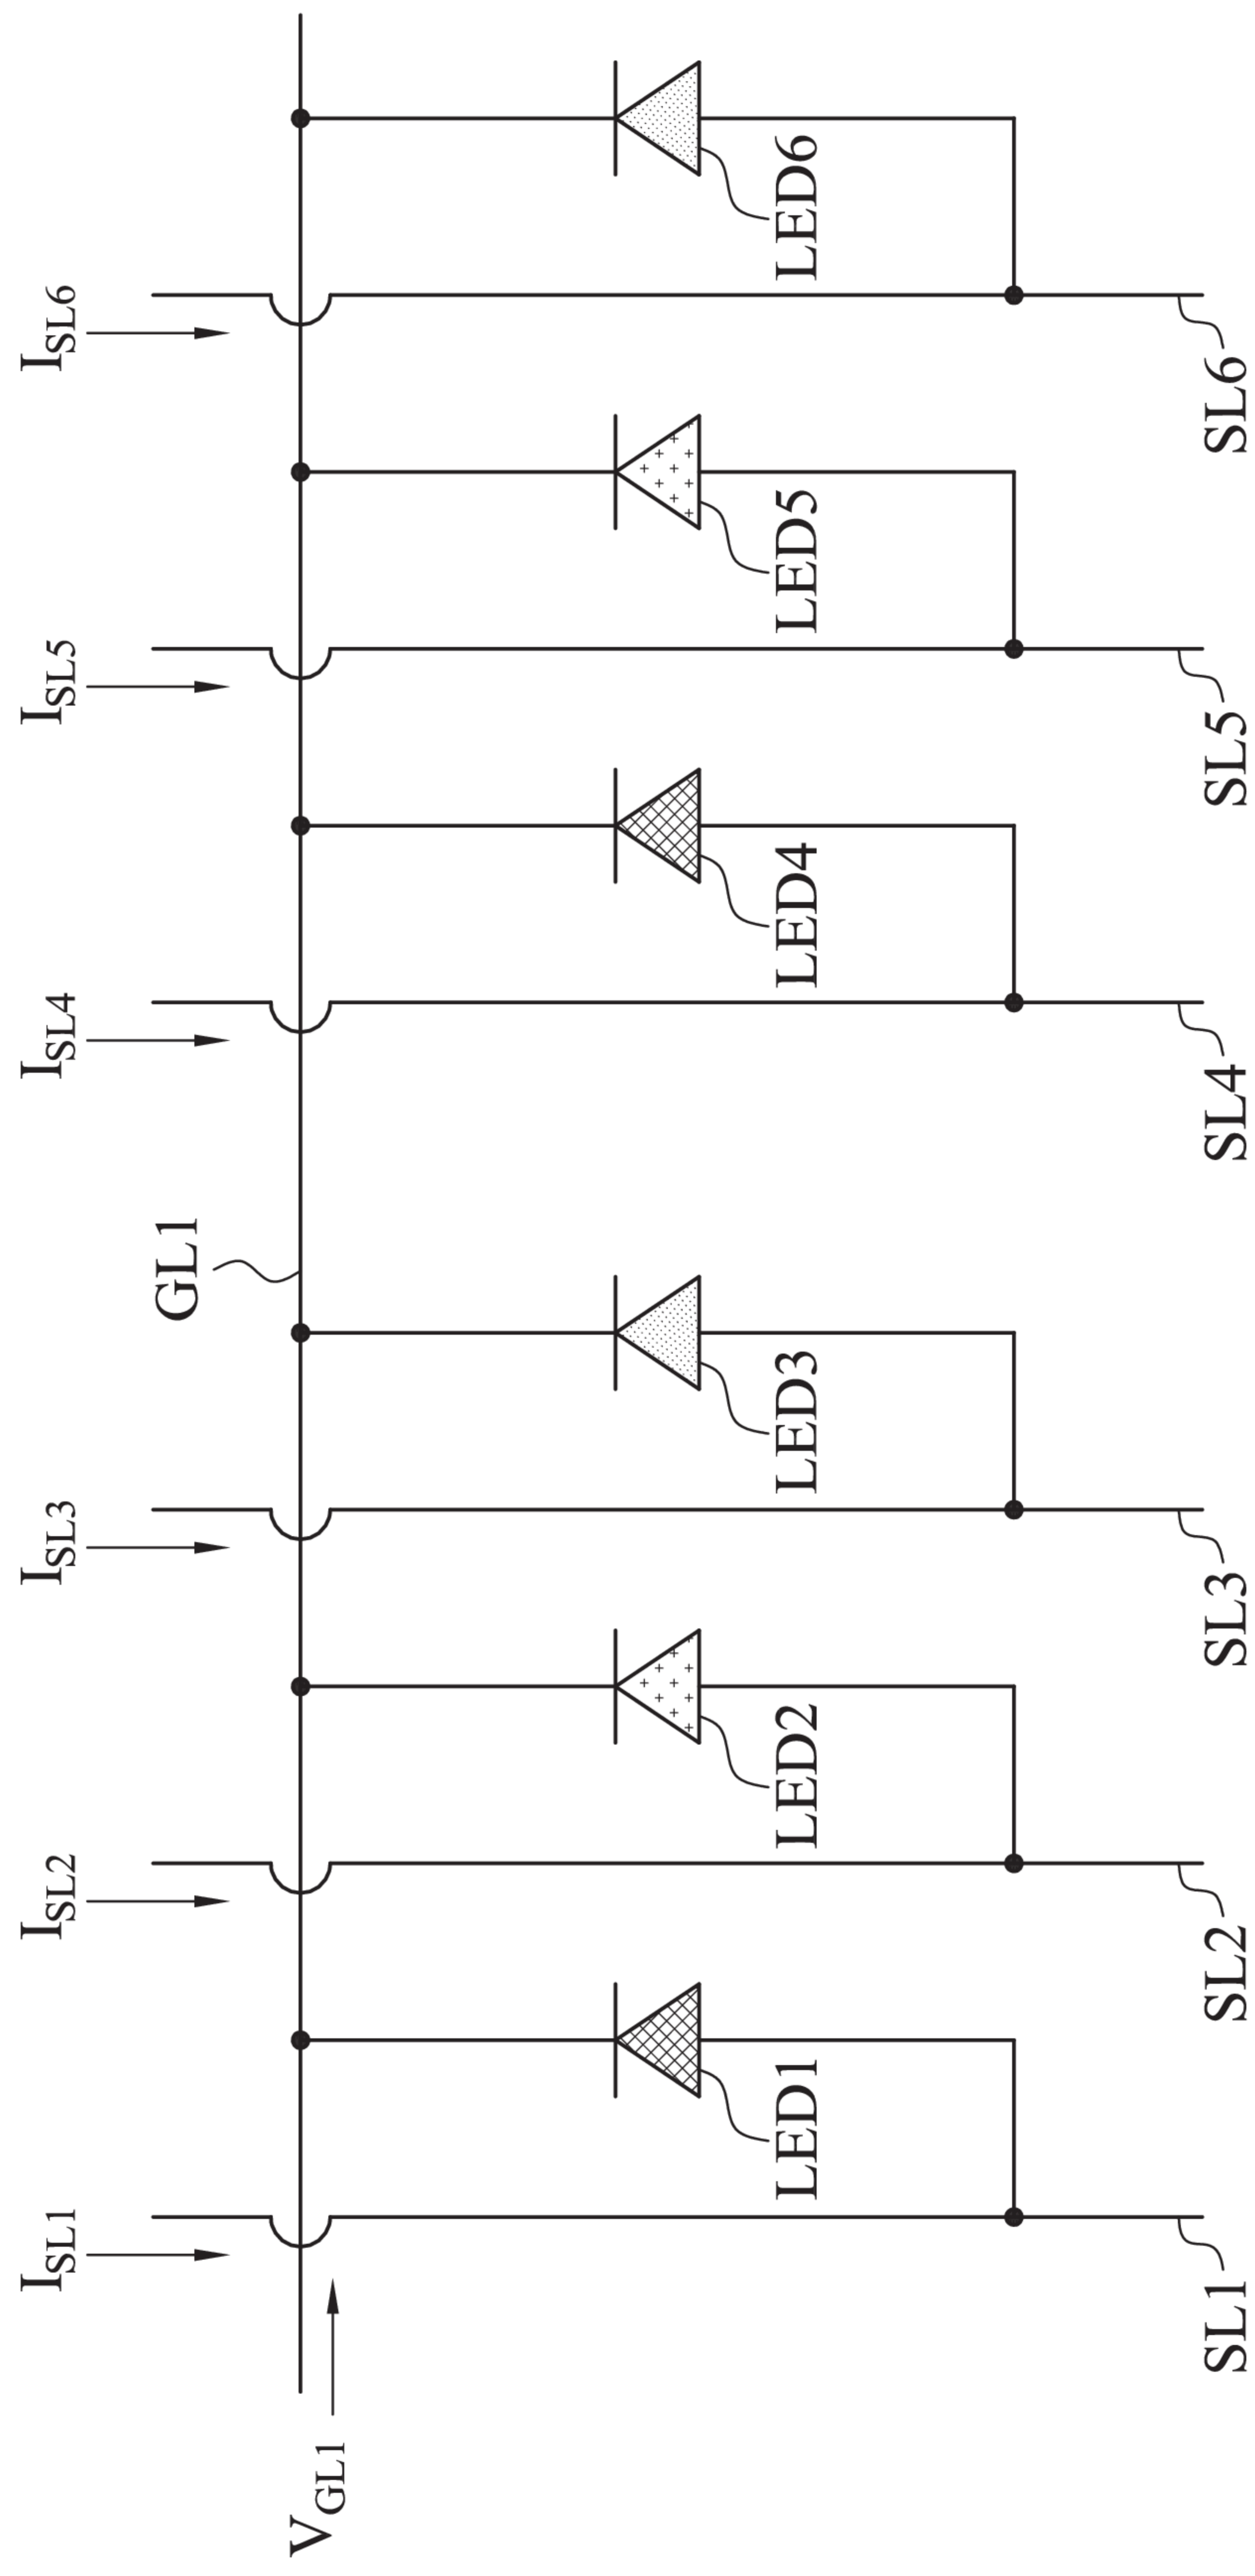 I_SL1 I_SL2 I_SL3 I_SL4 I_SL5 I_SL6
GL1
V_GL1
LED1 LED2 LED3 LED4 LED5 LED6
SL1 SL2 SL3 SL4 SL5 SL6